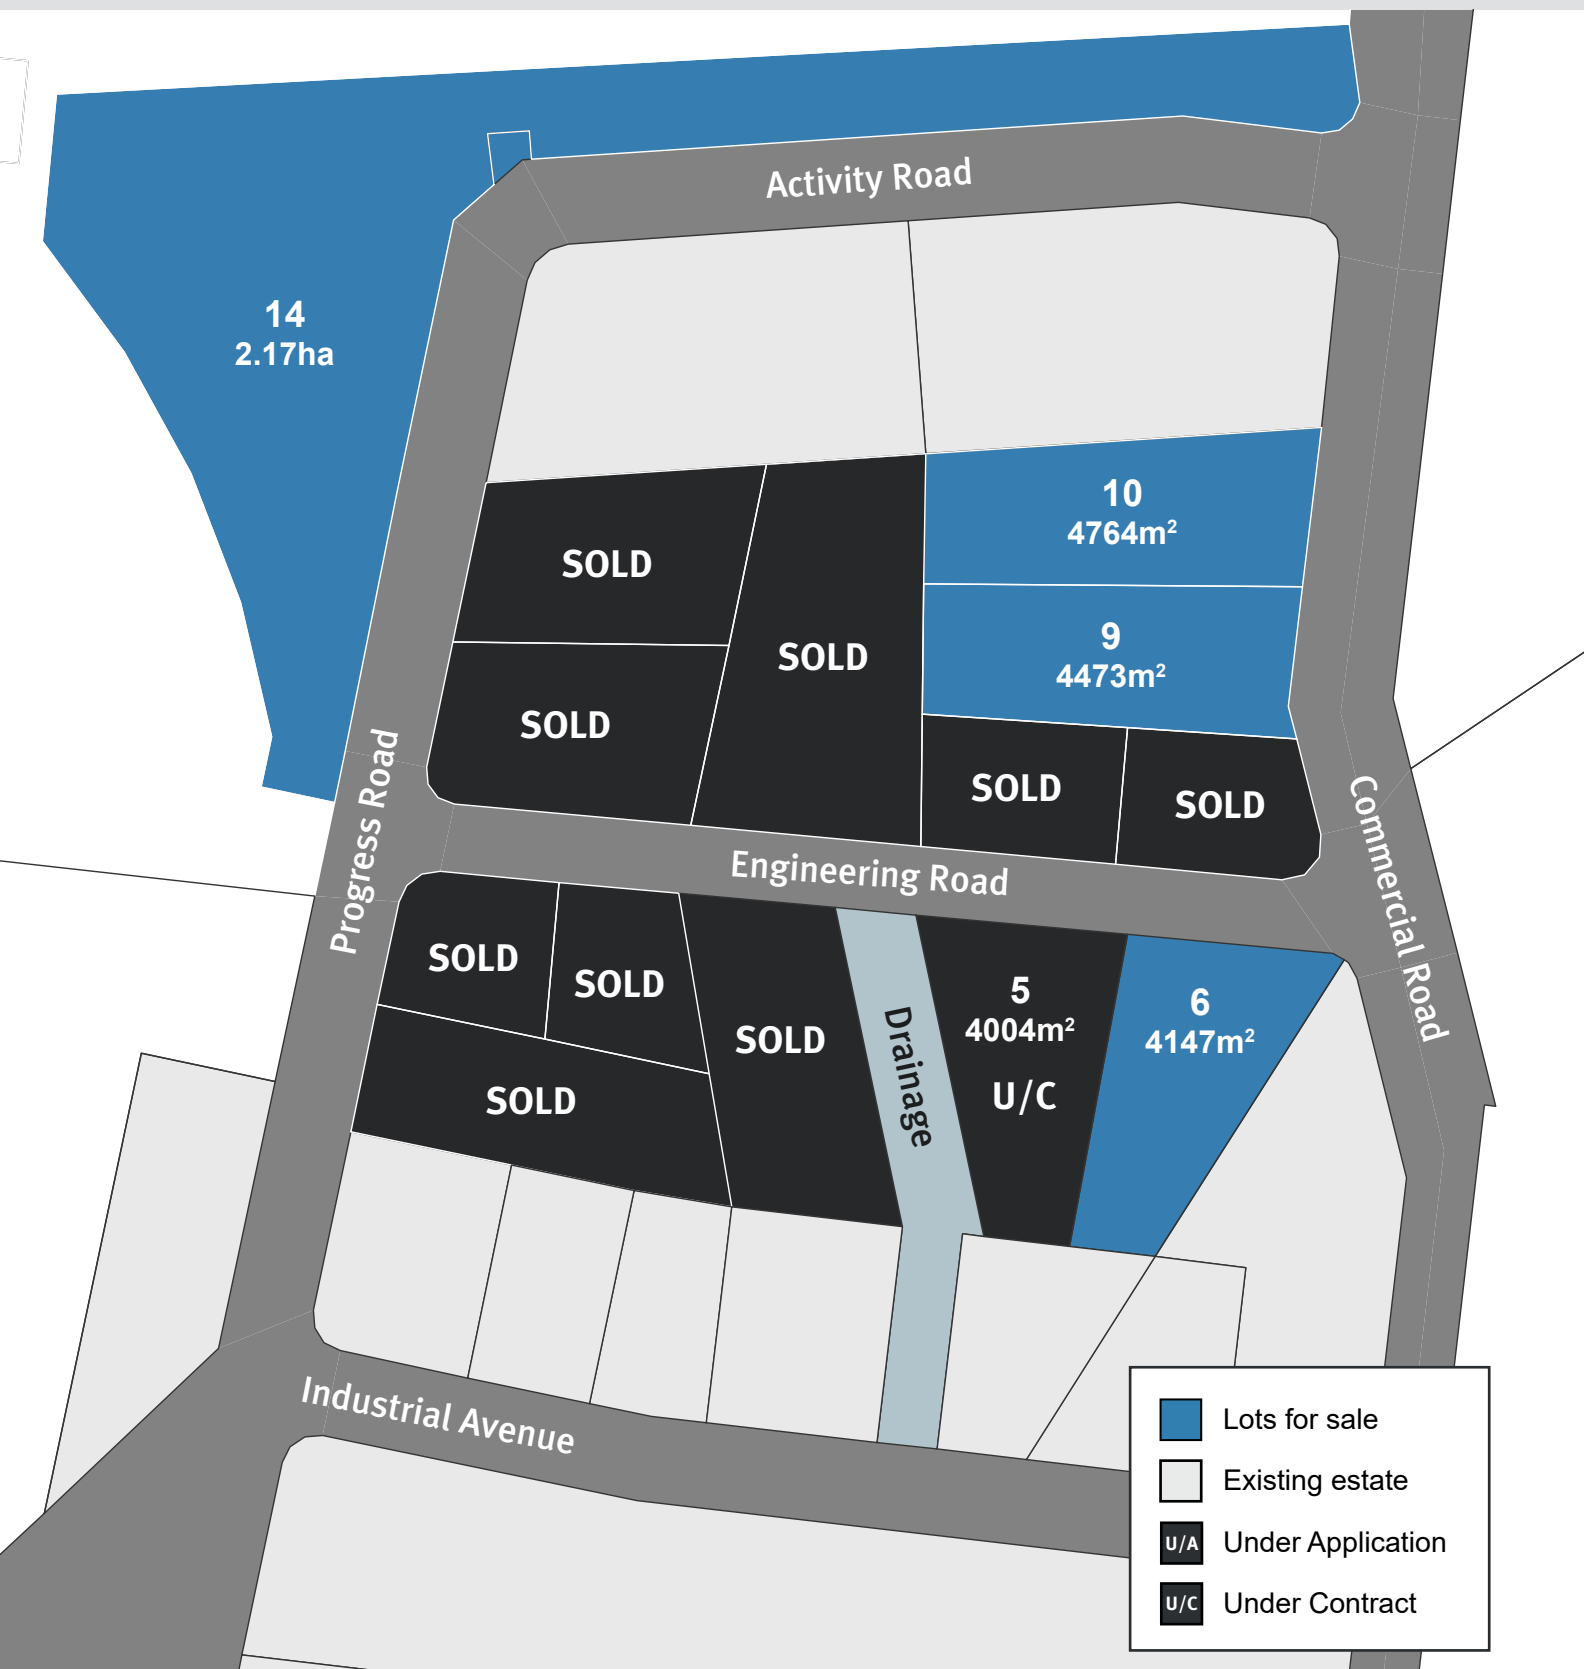 Activity Road
14
2.17ha
10
4764m²
SOLD
9
4473m²
SOLD
SOLD
SOLD
SOLD
Progress Road
Commercial Road
Engineering Road
SOLD
SOLD
SOLD
Drainage
5
4004m²
U/C
6
4147m²
SOLD
Industrial Avenue
Lots for sale
Existing estate
U/A Under Application
U/C Under Contract